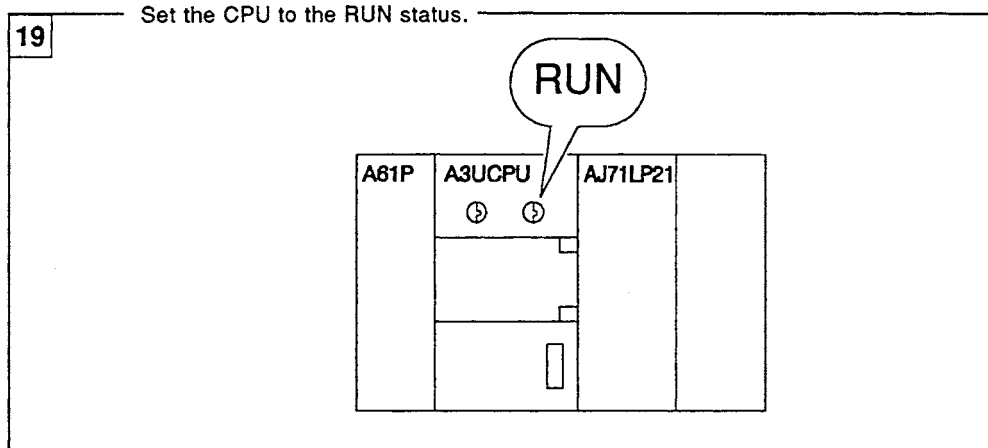 Set the CPU to the RUN status.
19
RUN
A61P A3UCPU AJ71LP21